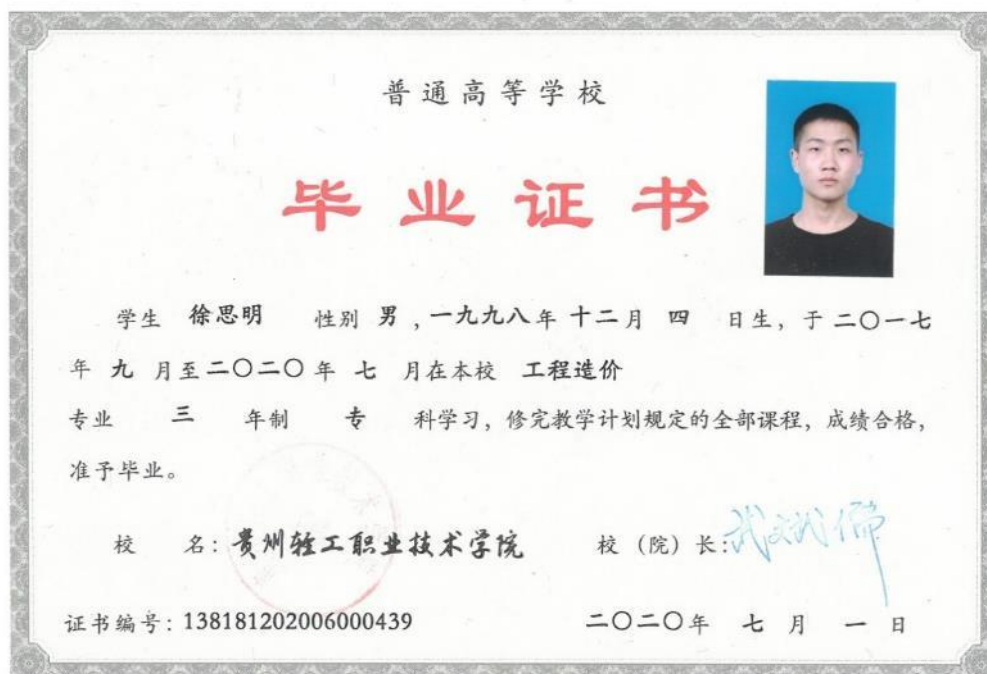 普通高等学校
毕业证书
学生 徐思明 性别 男 ,一九九八年 十二月 四 日生, 于二〇一七
年 九 月至二〇二〇年 七 月在本校 工程造价
专业 三 年制 专 科学习, 修完教学计划规定的全部课程, 成绩合格,
准予毕业。
校 名: 贵州轻工职业技术学院 校 (院) 长:
证书编号: 138181202006000439 二〇二〇年 七 月 一 日